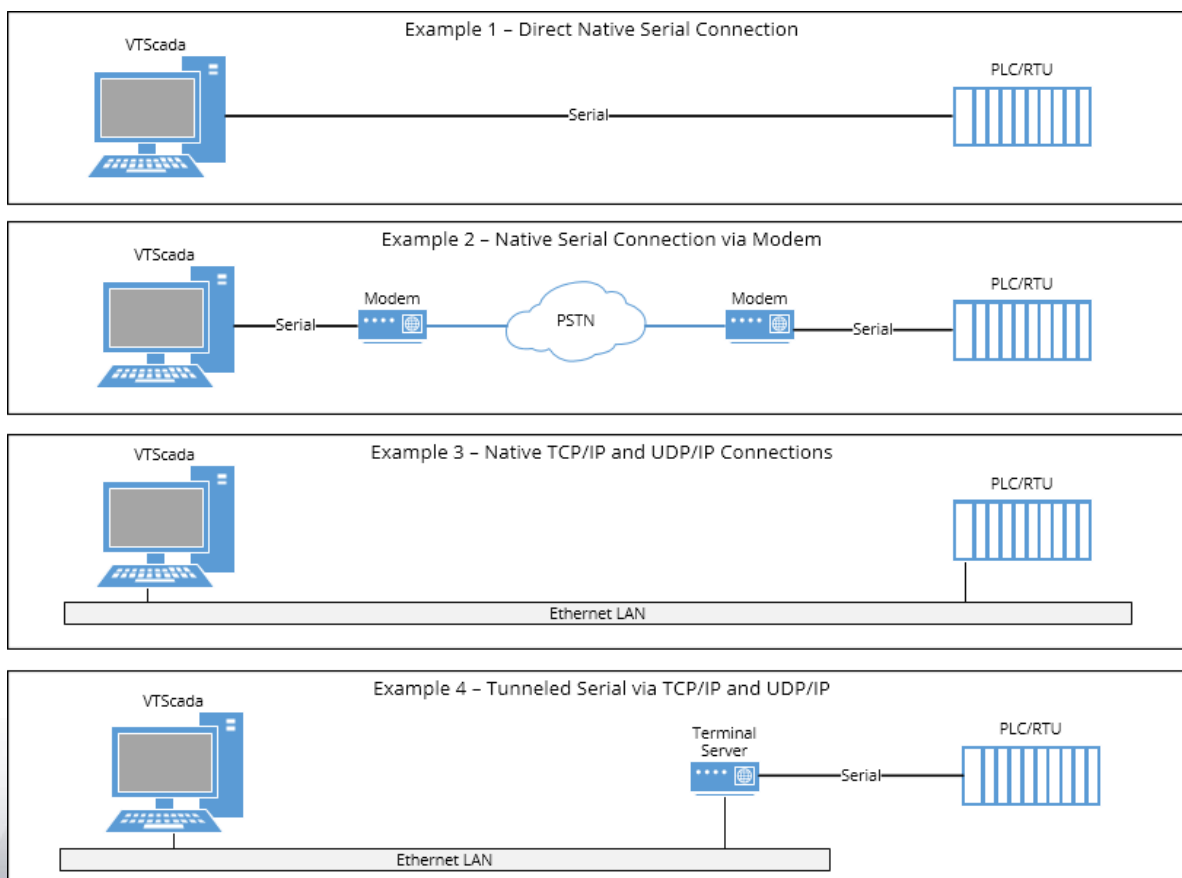 Example 1 – Direct Native Serial Connection
VTScada
PLC/RTU
Serial
Example 2 – Native Serial Connection via Modem
VTScada
PLC/RTU
Modem
Modem
Serial
PSTN
Serial
Example 3 – Native TCP/IP and UDP/IP Connections
VTScada
PLC/RTU
Ethernet LAN
Example 4 – Tunneled Serial via TCP/IP and UDP/IP
VTScada
Terminal
Server
PLC/RTU
Serial
Ethernet LAN